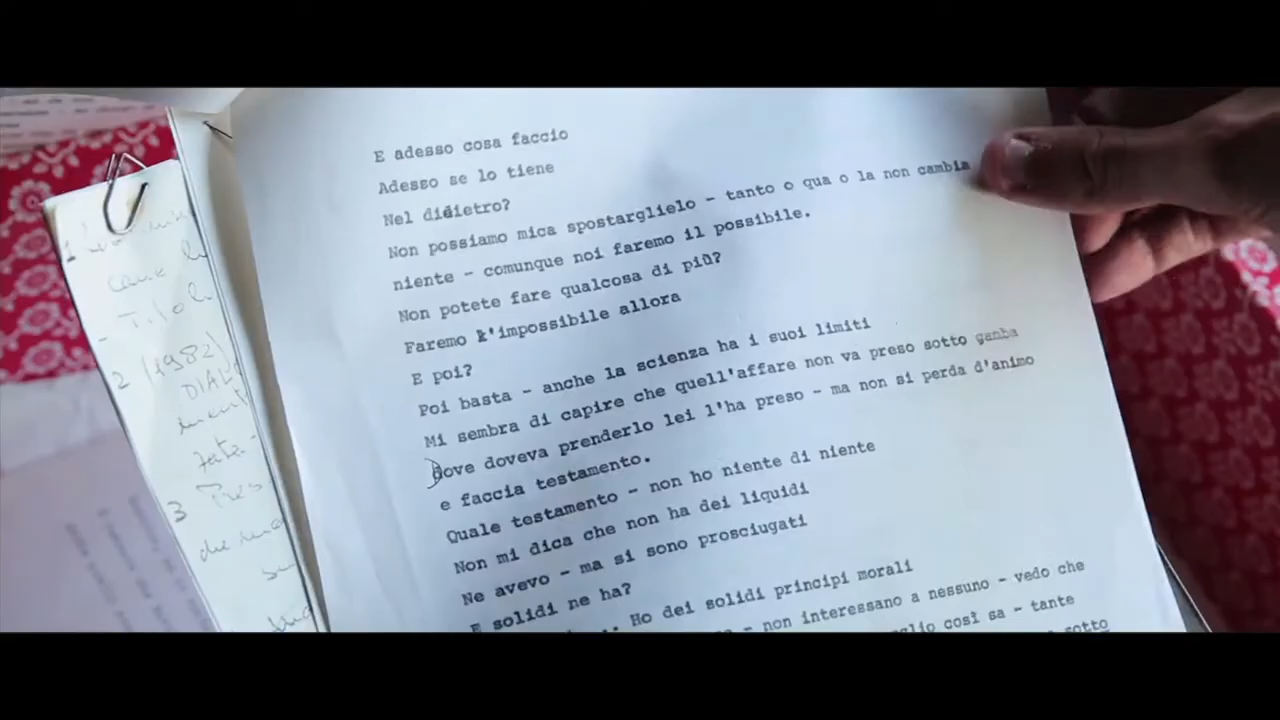 E adesso cosa faccio
Adesso se lo tiene
Nel didietro?
Non possiamo mica spostarglielo - tanto o qua o la non cambia
niente - comunque noi faremo il possibile.
Non potete fare qualcosa di più?
Faremo l'impossibile allora
E poi?
Poi basta - anche la scienza ha i suoi limiti
Mi sembra di capire che quell'affare non va preso sotto gamba
Dove doveva prenderlo lei l'ha preso - ma non si perda d'animo
e faccia testamento.
Quale testamento - non ho niente di niente
Non mi dica che non ha dei liquidi
Ne avevo - ma si sono prosciugati
E solidi ne ha?
Ho dei solidi principi morali
- non interessano a nessuno - vedo che
così sa - tante
sotto
1
2 (1982)
3